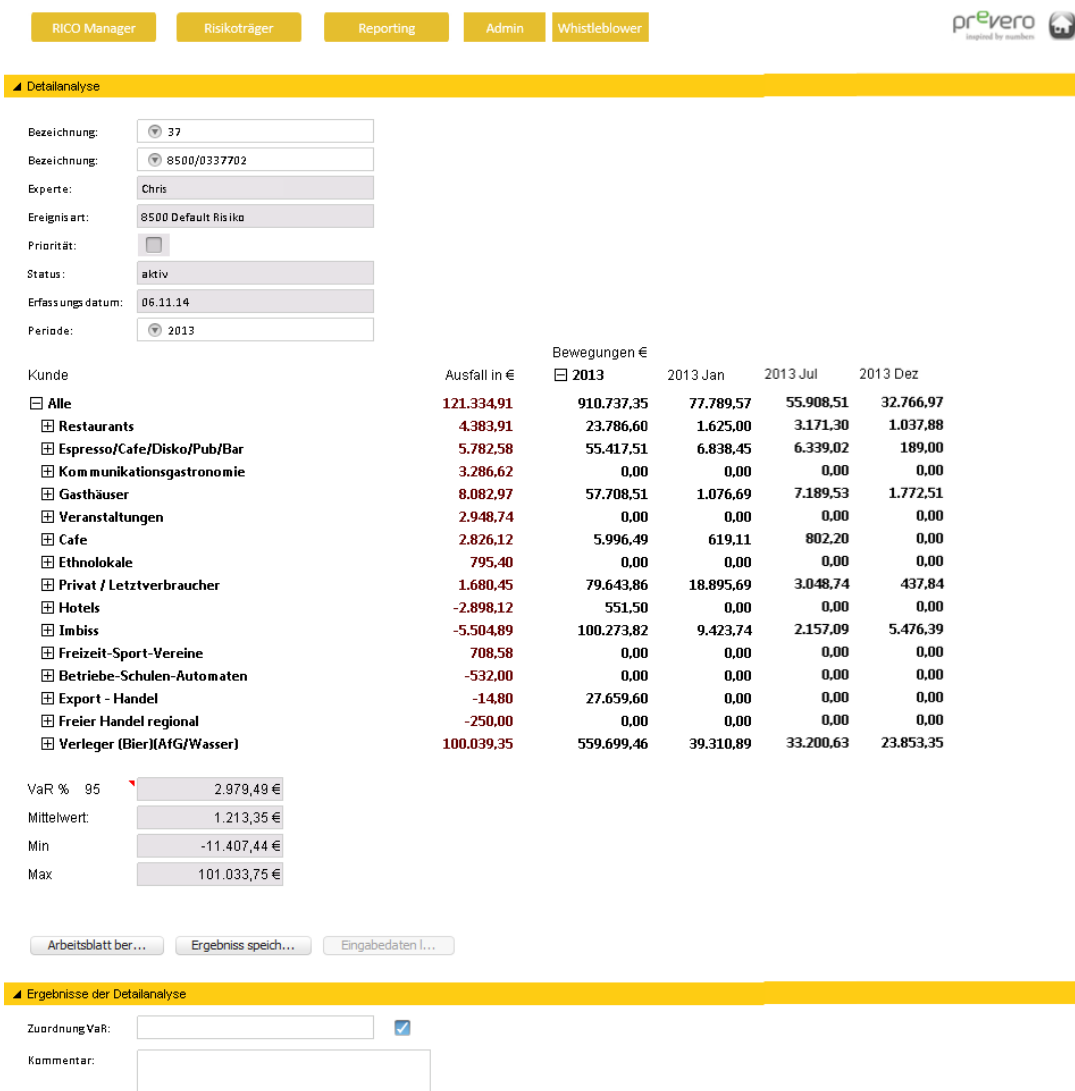 RICO Manager Risikoträger Reporting Admin Whistleblower prevero
inspired by numbers
Detailanalyse
Bezeichnung: 37
Bezeichnung: 8500/0337702
Experte: Chris
Ereignisart: 8500 Default Risiko
Priorität:
Status: aktiv
Erfassungsdatum: 06.11.14
Periode: 2013
Bewegungen €
Kunde Ausfall in € 2013 2013 Jan 2013 Jul 2013 Dez
Alle 121.334,91 910.737,35 77.789,57 55.908,51 32.766,97
Restaurants 4.383,91 23.786,60 1.625,00 3.171,30 1.037,88
Espresso/Cafe/Disko/Pub/Bar 5.782,58 55.417,51 6.838,45 6.339,02 189,00
Kommunikationsgastronomie 3.286,62 0,00 0,00 0,00 0,00
Gasthäuser 8.082,97 57.708,51 1.076,69 7.189,53 1.772,51
Veranstaltungen 2.948,74 0,00 0,00 0,00 0,00
Cafe 2.826,12 5.996,49 619,11 802,20 0,00
Ethnolokale 795,40 0,00 0,00 0,00 0,00
Privat / Letztverbraucher 1.680,45 79.643,86 18.895,69 3.048,74 437,84
Hotels -2.898,12 551,50 0,00 0,00 0,00
Imbiss -5.504,89 100.273,82 9.423,74 2.157,09 5.476,39
Freizeit-Sport-Vereine 708,58 0,00 0,00 0,00 0,00
Betriebe-Schulen-Automaten -532,00 0,00 0,00 0,00 0,00
Export - Handel -14,80 27.659,60 0,00 0,00 0,00
Freier Handel regional -250,00 0,00 0,00 0,00 0,00
Verleger (Bier)(AfG/Wasser) 100.039,35 559.699,46 39.310,89 33.200,63 23.853,35
VaR % 95 2.979,49 €
Mittelwert: 1.213,35 €
Min -11.407,44 €
Max 101.033,75 €
Arbeitsblatt ber... Ergebniss speich... Eingabedaten l...
Ergebnisse der Detailanalyse
Zuordnung VaR:
Kommentar: